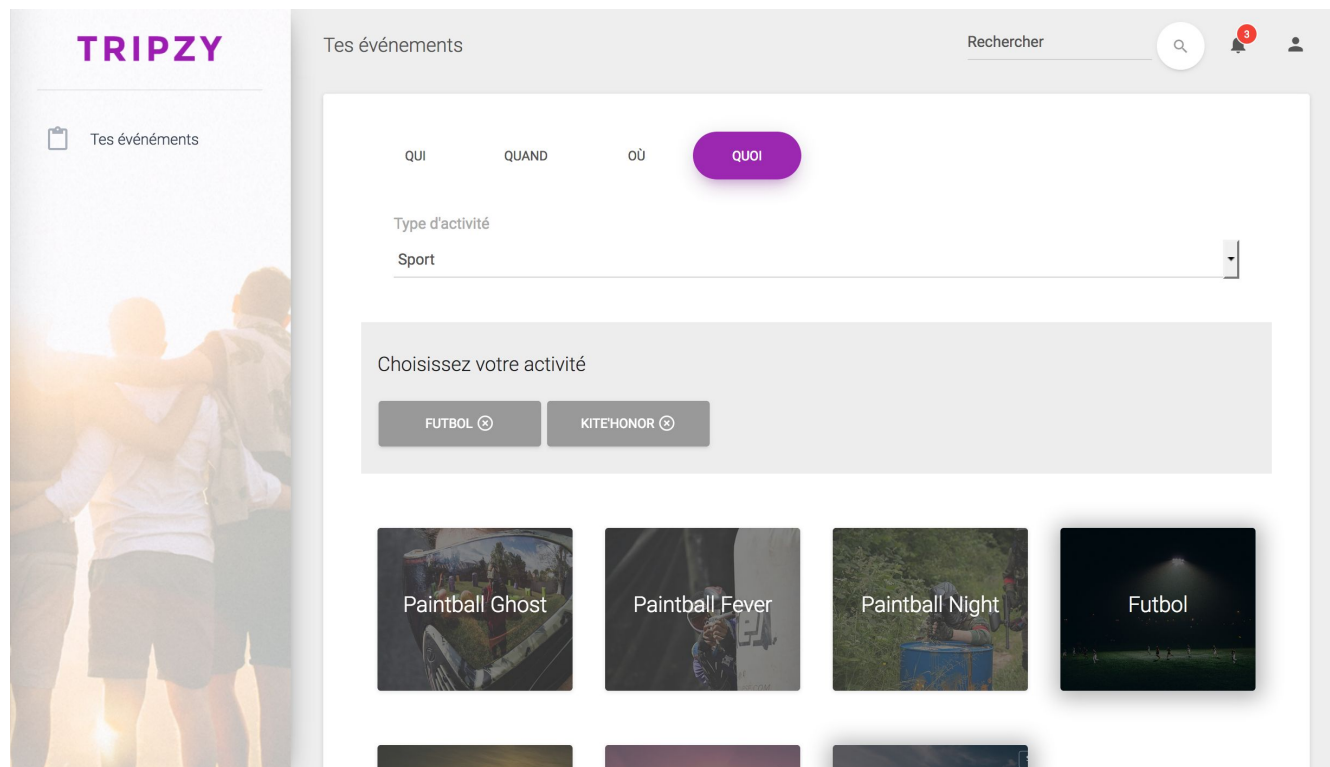 TRIPZY
Tes événements
Rechercher
3
Tes événéments
QUI QUAND OÙ QUOI
Type d'activité
Sport
Choisissez votre activité
FUTBOL
KITE'HONOR
Paintball Ghost
Paintball Fever
Paintball Night
Futbol